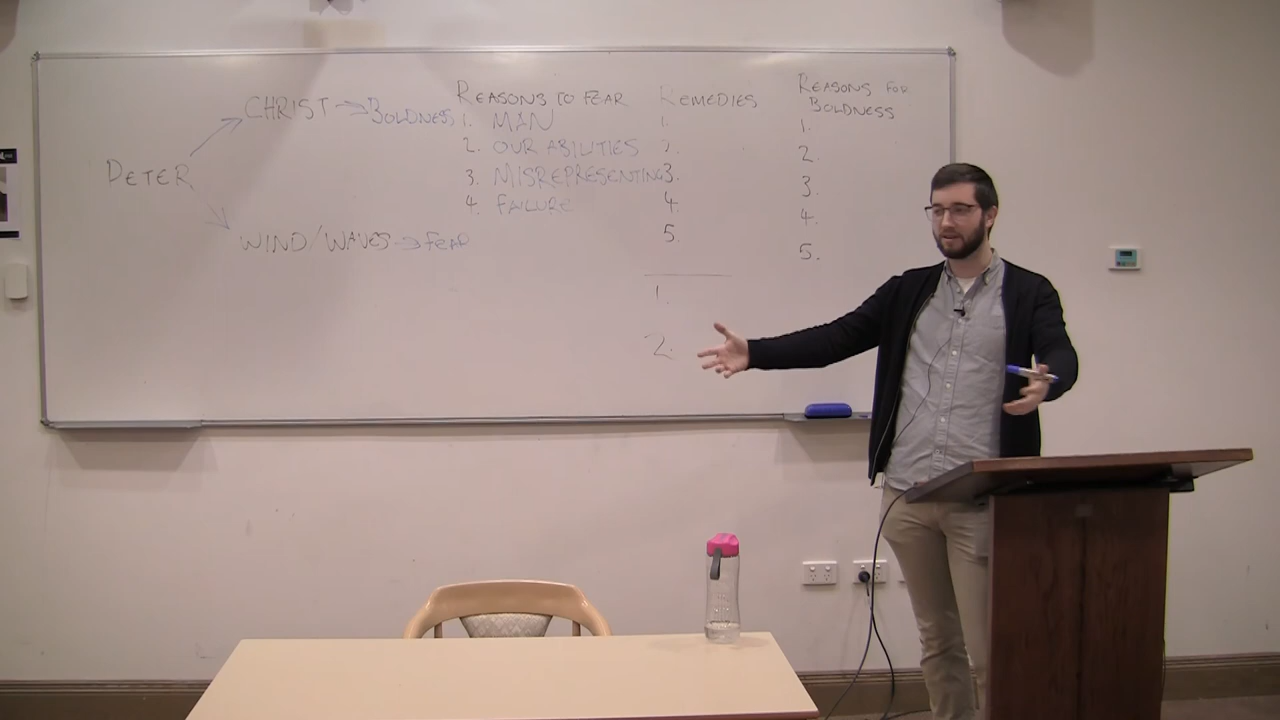 DETER
CHRIST → BOLDNESS
WIND/WAVES → FEAR
REASONS TO FEAR
1. MAN
2. OUR ABILITIES
3. MISREPRESENTING
4. FAILURE
REMEDIES
1.
2.
3.
4.
5.
1.
2.
REASONS FOR
BOLDNESS
1.
2.
3.
4.
5.